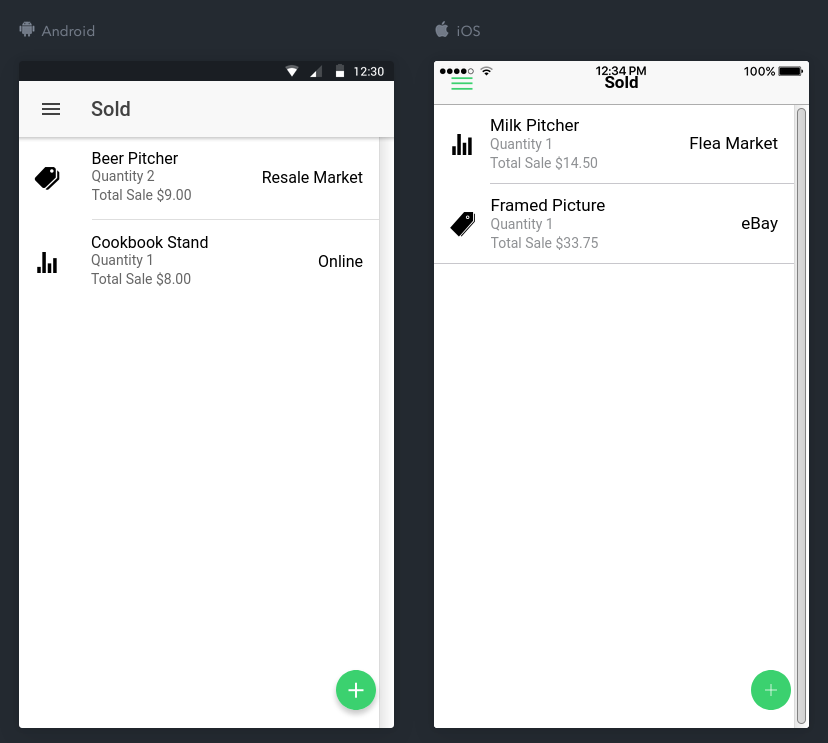 Android
12:30
Sold
Beer Pitcher
Quantity 2
Total Sale $9.00
Resale Market
Cookbook Stand
Quantity 1
Total Sale $8.00
Online
iOS
12:34 PM
100%
Sold
Milk Pitcher
Quantity 1
Total Sale $14.50
Flea Market
Framed Picture
Quantity 1
Total Sale $33.75
eBay